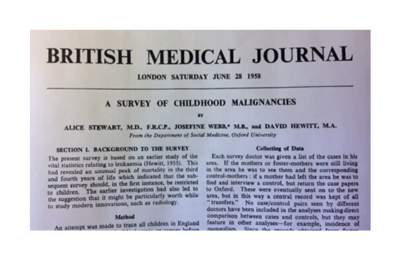 BRITISH MEDICAL JOURNAL
LONDON SATURDAY JUNE 28 1958
A SURVEY OF CHILDHOOD MALIGNANCIES
BY
ALICE STEWART, M.D., F.R.C.P., JOSEFINE WEBB,* M.B., and DAVID HEWITT, M.A.
From the Department of Social Medicine, Oxford University
SECTION I. BACKGROUND TO THE SURVEY
The present survey is based on an earlier study of the
vital statistics relating to leukaemia (Hewitt, 1955). This
had revealed an unusual peak of mortality in the third
and fourth years of life which indicated that the sub-
sequent survey should, in the first instance, be restricted
to children. The earlier investigation had also led to
the suggestion that it might be particularly worth while
to study modern innovations, such as radiology.
Method
An attempt was made to trace all children in England
Collecting of Data
Each survey doctor was given a list of the cases in his
area. If the mothers or foster-mothers were still living
in the area he was to see them and the corresponding
control-mothers: if a mother had left the area he was to
find and interview a control, but return the case papers
to Oxford. These were eventually sent on to the new
area, but in this way a central record was kept of all
"transfers." No case/control pairs seen by different
doctors have been included in the analyses making direct
comparison between cases and controls, but they may
feature in other analyses—for example, incidence of